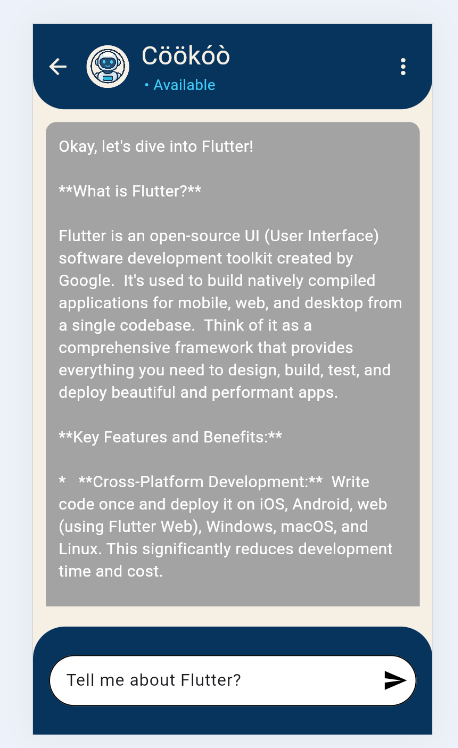 Cöökóò
• Available
Okay, let's dive into Flutter!
**What is Flutter?**
Flutter is an open-source UI (User Interface)
software development toolkit created by
Google.  It's used to build natively compiled
applications for mobile, web, and desktop from
a single codebase.  Think of it as a
comprehensive framework that provides
everything you need to design, build, test, and
deploy beautiful and performant apps.
**Key Features and Benefits:**
*   **Cross-Platform Development:**  Write
code once and deploy it on iOS, Android, web
(using Flutter Web), Windows, macOS, and
Linux. This significantly reduces development
time and cost.
Tell me about Flutter?